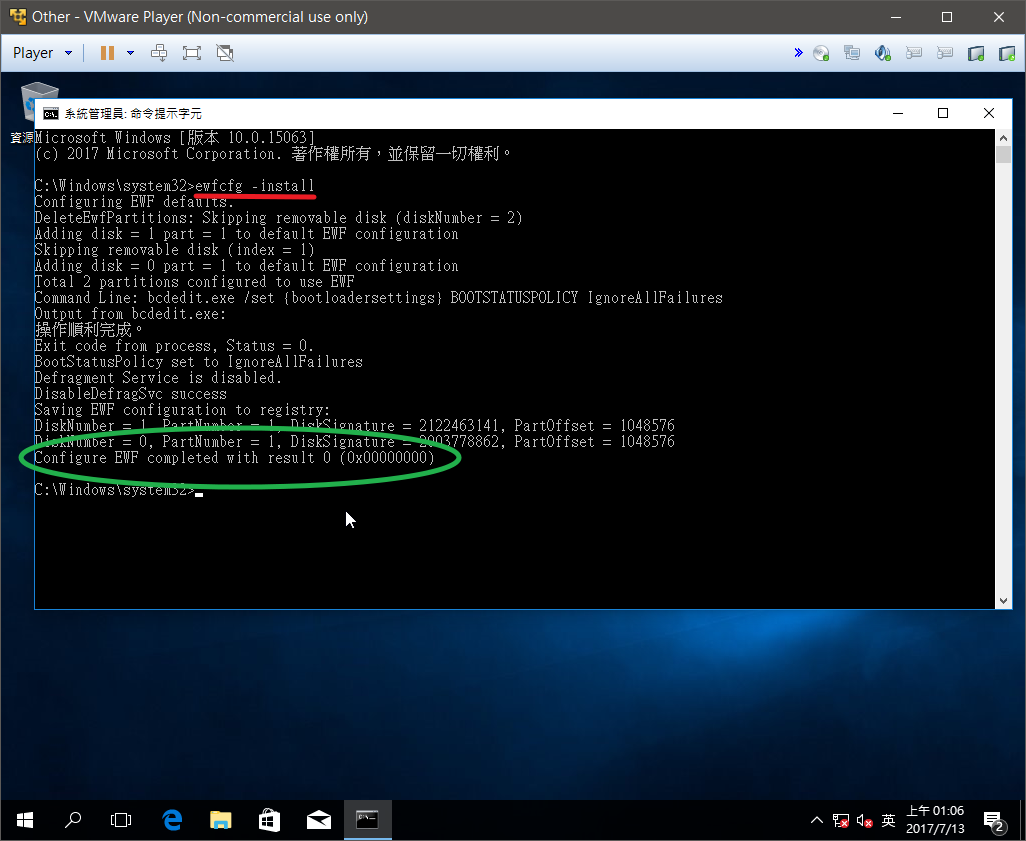 Other - VMware Player (Non-commercial use only)
Player
系統管理員: 命令提示字元
資源
Microsoft Windows [版本 10.0.15063]
(c) 2017 Microsoft Corporation. 著作權所有，並保留一切權利。
C:\Windows\system32>ewfcfg -install
Configuring EWF defaults.
DeleteEwfPartitions: Skipping removable disk (diskNumber = 2)
Adding disk = 1 part = 1 to default EWF configuration
Skipping removable disk (index = 1)
Adding disk = 0 part = 1 to default EWF configuration
Total 2 partitions configured to use EWF
Command Line: bcdedit.exe /set {bootloadersettings} BOOTSTATUSPOLICY IgnoreAllFailures
Output from bcdedit.exe:
操作順利完成。
Exit code from process, Status = 0.
BootStatusPolicy set to IgnoreAllFailures
Defragment Service is disabled.
DisableDefragSvc success
Saving EWF configuration to registry:
DiskNumber = 1, PartNumber = 1, DiskSignature = 2122463141, PartOffset = 1048576
DiskNumber = 0, PartNumber = 1, DiskSignature = 2003778862, PartOffset = 1048576
Configure EWF completed with result 0 (0x00000000)
C:\Windows\system32>
英
上午 01:06
2017/7/13
2